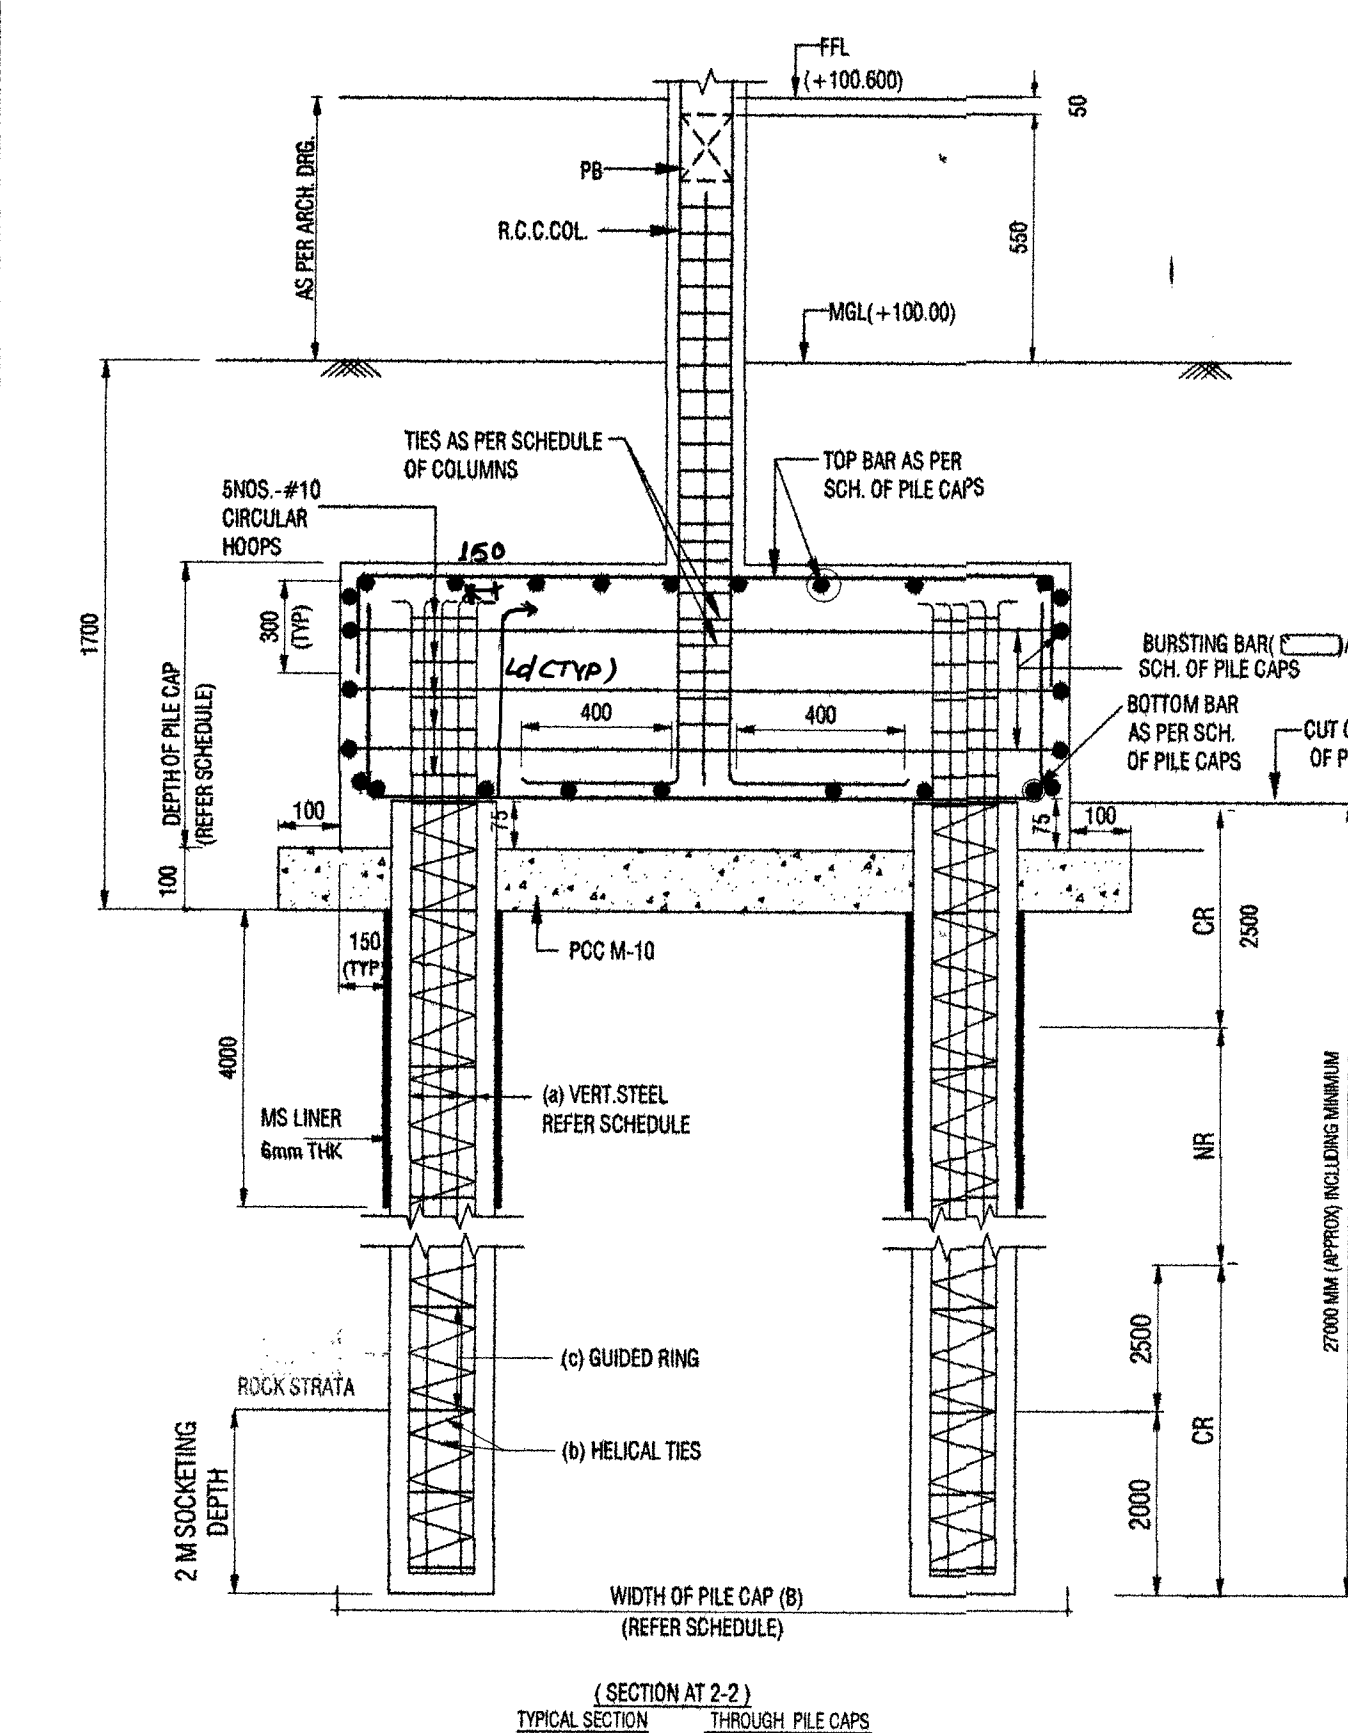 FFL
(+100.600)
50
AS PER ARCH. DRG.
PB
R.C.C.COL.
550
MGL(+100.00)
TIES AS PER SCHEDULE
OF COLUMNS
TOP BAR AS PER
SCH. OF PILE CAPS
5NOS.-#10
CIRCULAR
HOOPS
150
1700
300
(TYP)
DEPTH OF PILE CAP
(REFER SCHEDULE)
Ld (TYP)
400
400
BURSTING BAR(
SCH. OF PILE CAPS
BOTTOM BAR
AS PER SCH.
OF PILE CAPS
CUT
OF
100
75
75
100
100
150
(TYP)
PCC M-10
CR
2500
4000
MS LINER
6mm THK
(a) VERT.STEEL
REFER SCHEDULE
NR
27000 MM (APPROX) INCLUDING MINIMUM
(c) GUIDED RING
2500
ROCK STRATA
(b) HELICAL TIES
CR
2 M SOCKETING
DEPTH
2000
WIDTH OF PILE CAP (B)
(REFER SCHEDULE)
(SECTION AT 2-2)
TYPICAL SECTION THROUGH PILE CAPS